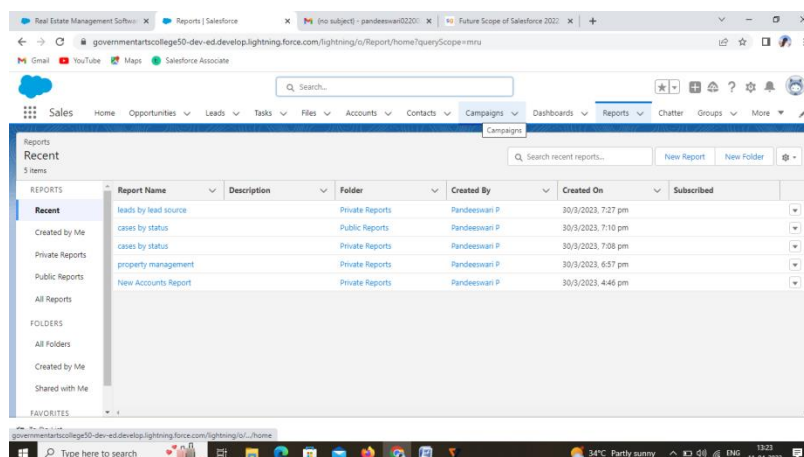 Real Estate Management Softwar
Reports | Salesforce
(no subject) - pandeeswari02200
Future Scope of Salesforce 2022
governmentartscollege50-dev-ed.develop.lightning.force.com/lightning/o/Report/home?queryScope=mru
Gmail YouTube Maps Salesforce Associate
Search...
Sales Home Opportunities Leads Tasks Files Accounts Contacts Campaigns Dashboards Reports Chatter Groups More
Campaigns
Reports
Recent
5 items
Search recent reports...
New Report New Folder
REPORTS
Recent
Created by Me
Private Reports
Public Reports
All Reports
FOLDERS
All Folders
Created by Me
Shared with Me
FAVORITES
Report Name Description Folder Created By Created On Subscribed
leads by lead source Private Reports Pandeeswari P 30/3/2023, 7:27 pm
cases by status Public Reports Pandeeswari P 30/3/2023, 7:10 pm
cases by status Private Reports Pandeeswari P 30/3/2023, 7:08 pm
property management Private Reports Pandeeswari P 30/3/2023, 6:57 pm
New Accounts Report Private Reports Pandeeswari P 30/3/2023, 4:46 pm
governmentartscollege50-dev-ed.develop.lightning.force.com/lightning/o/.../home
Type here to search
34°C Partly sunny ENG 13:23